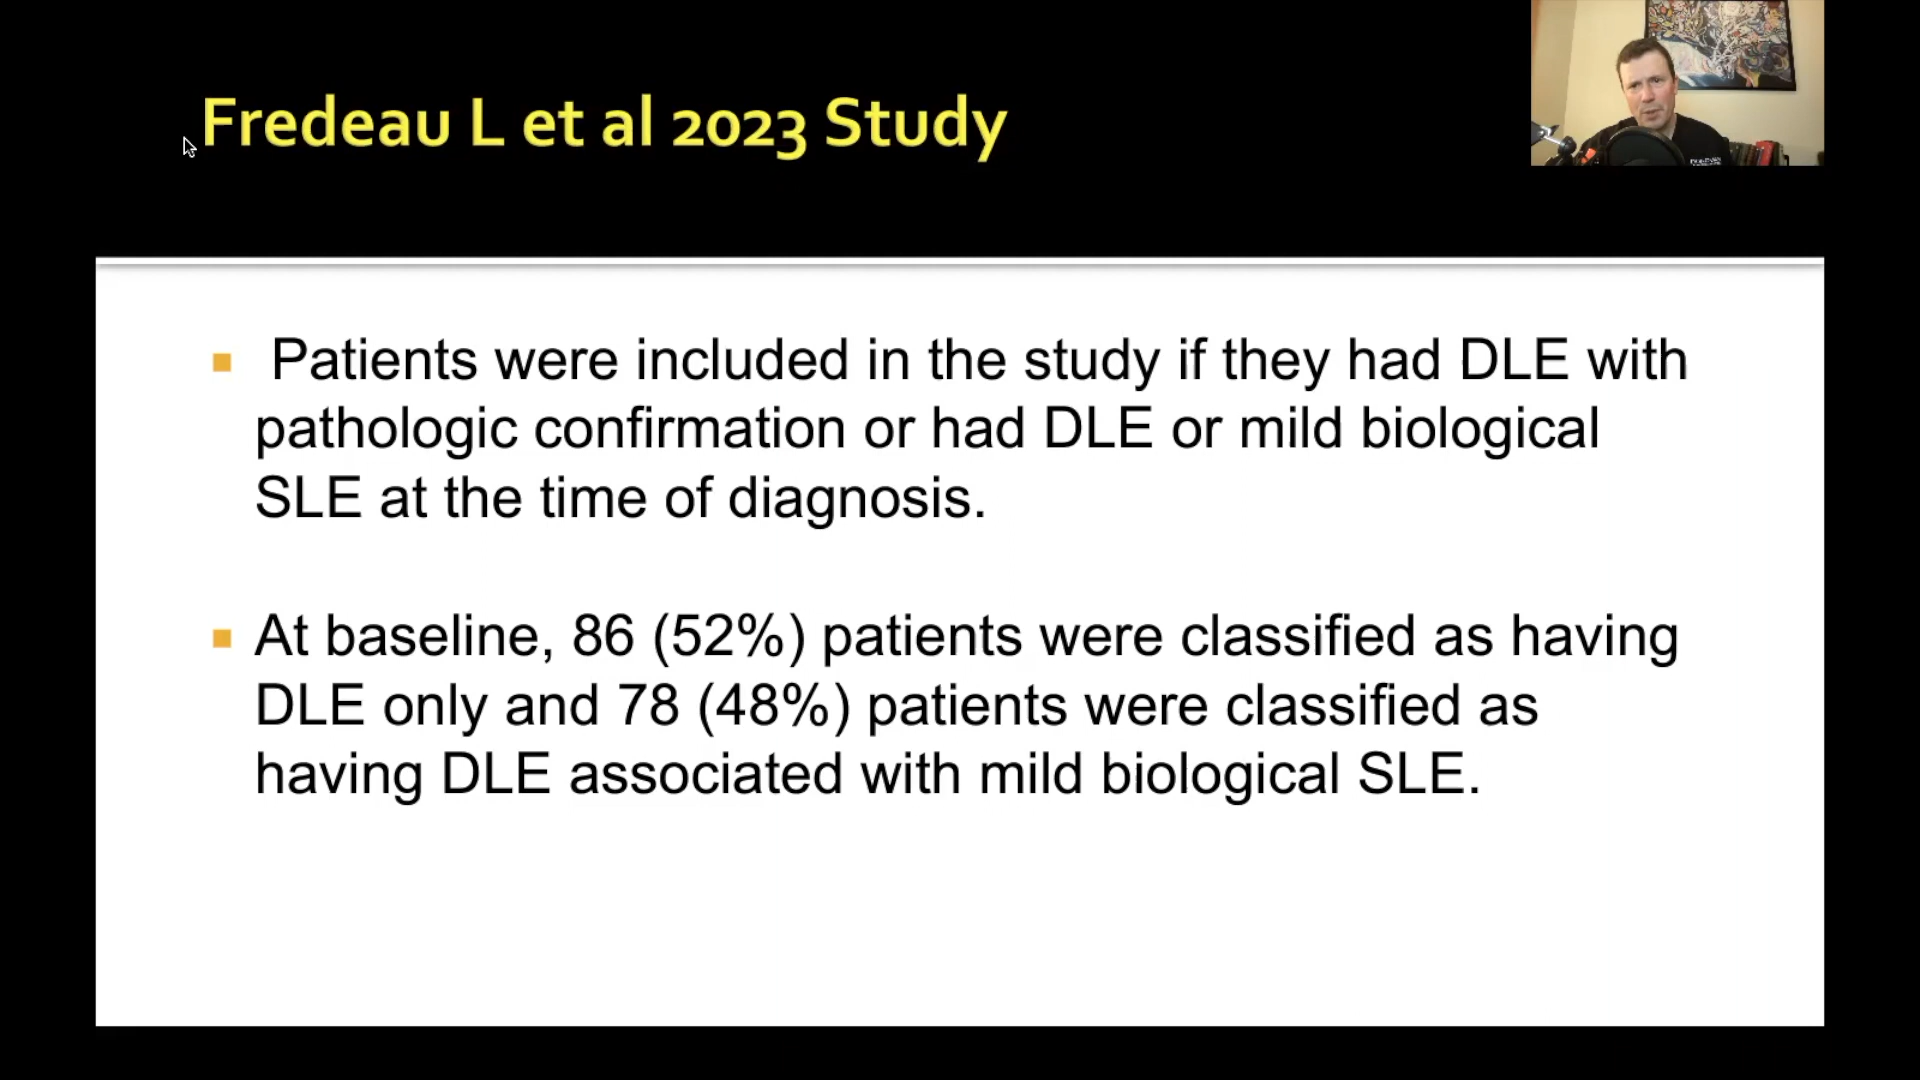 Fredeau L et al 2023 Study
Patients were included in the study if they had DLE with
pathologic confirmation or had DLE or mild biological
SLE at the time of diagnosis.
At baseline, 86 (52%) patients were classified as having
DLE only and 78 (48%) patients were classified as
having DLE associated with mild biological SLE.